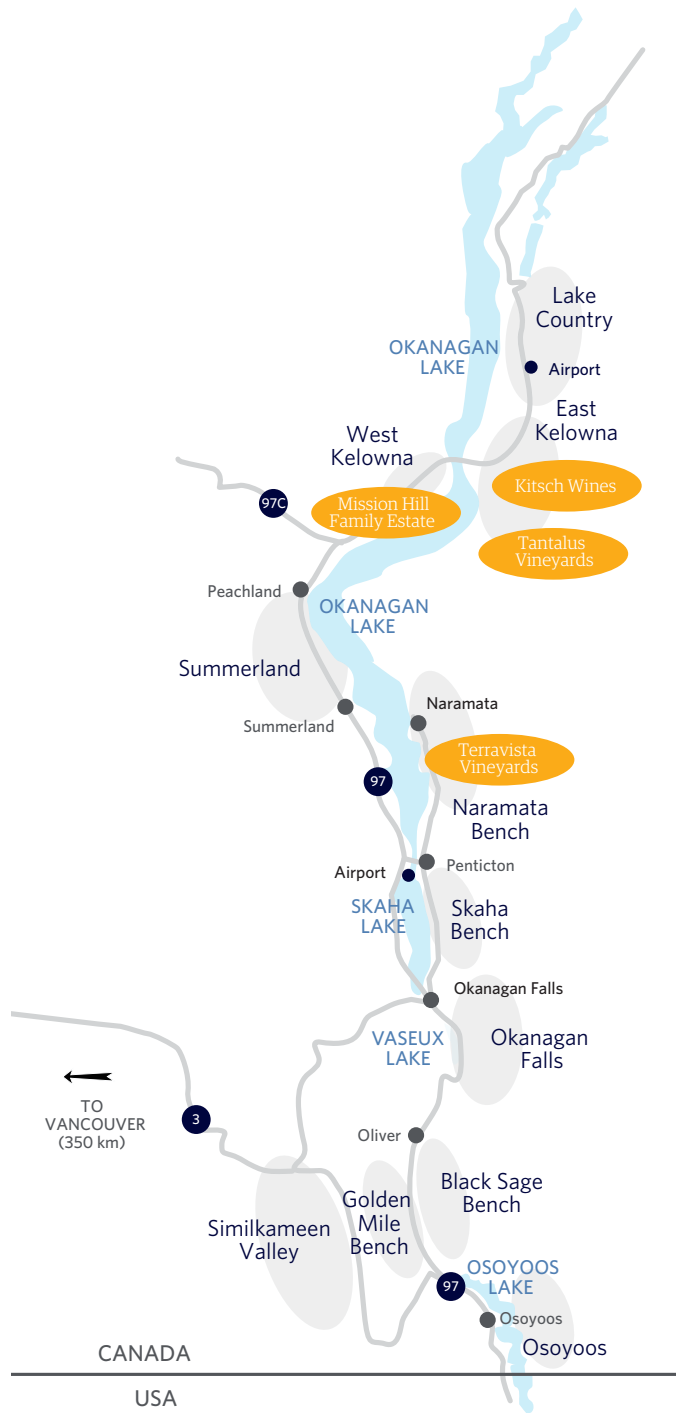 Lake
Country
OKANAGAN
LAKE
Airport
East
Kelowna
West
Kelowna
Kitsch Wines
97C
Mission Hill
Family Estate
Tantalus
Vineyards
Peachland
OKANAGAN
LAKE
Summerland
Naramata
Summerland
Terravista
Vineyards
97
Naramata
Bench
Penticton
Airport
SKAHA
LAKE
Skaha
Bench
Okanagan Falls
VASEUX
LAKE
Okanagan
Falls
TO
VANCOUVER
(350 km)
3
Oliver
Black Sage
Bench
Golden
Mile
Bench
Similkameen
Valley
OSOYOOS
LAKE
97
Osoyoos
Osoyoos
CANADA
USA